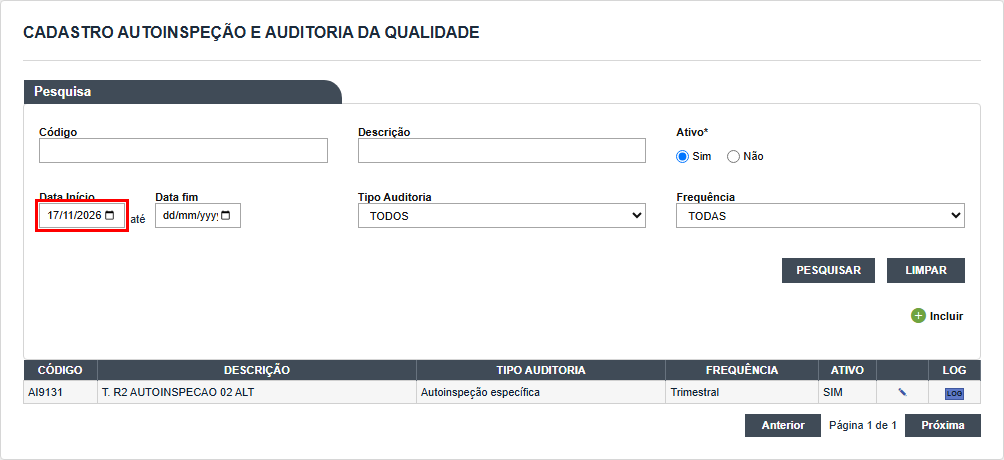 CADASTRO AUTOINSPEÇÃO E AUDITORIA DA QUALIDADE
Pesquisa
Código Descrição Ativo*
Sim Não
Data Início Data fim Tipo Auditoria Frequência
17/11/2026 até dd/mm/yyyy TODOS TODAS
PESQUISAR LIMPAR
Incluir
CÓDIGO DESCRIÇÃO TIPO AUDITORIA FREQUÊNCIA ATIVO LOG
AI9131 T. R2 AUTOINSPECAO 02 ALT Autoinspeção específica Trimestral SIM LOG
Anterior Página 1 de 1 Próxima